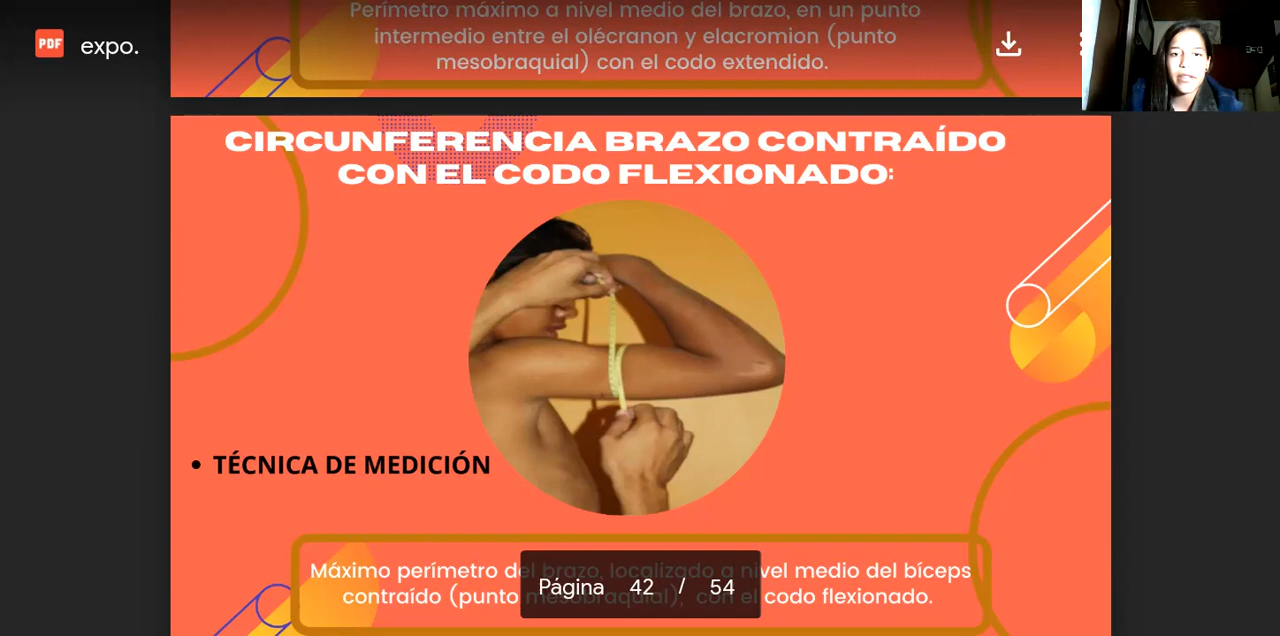 PDF expo.
Perímetro máximo a nivel medio del brazo, en un punto
intermedio entre el olécranon y elacromion (punto
mesobraquial) con el codo extendido.
CIRCUNFERENCIA BRAZO CONTRAÍDO
CON EL CODO FLEXIONADO:
• TÉCNICA DE MEDICIÓN
Máximo perímetro del brazo, localizado a nivel medio del bíceps
contraído (punto mesobraquial), con el codo flexionado.
Página 42 / 54